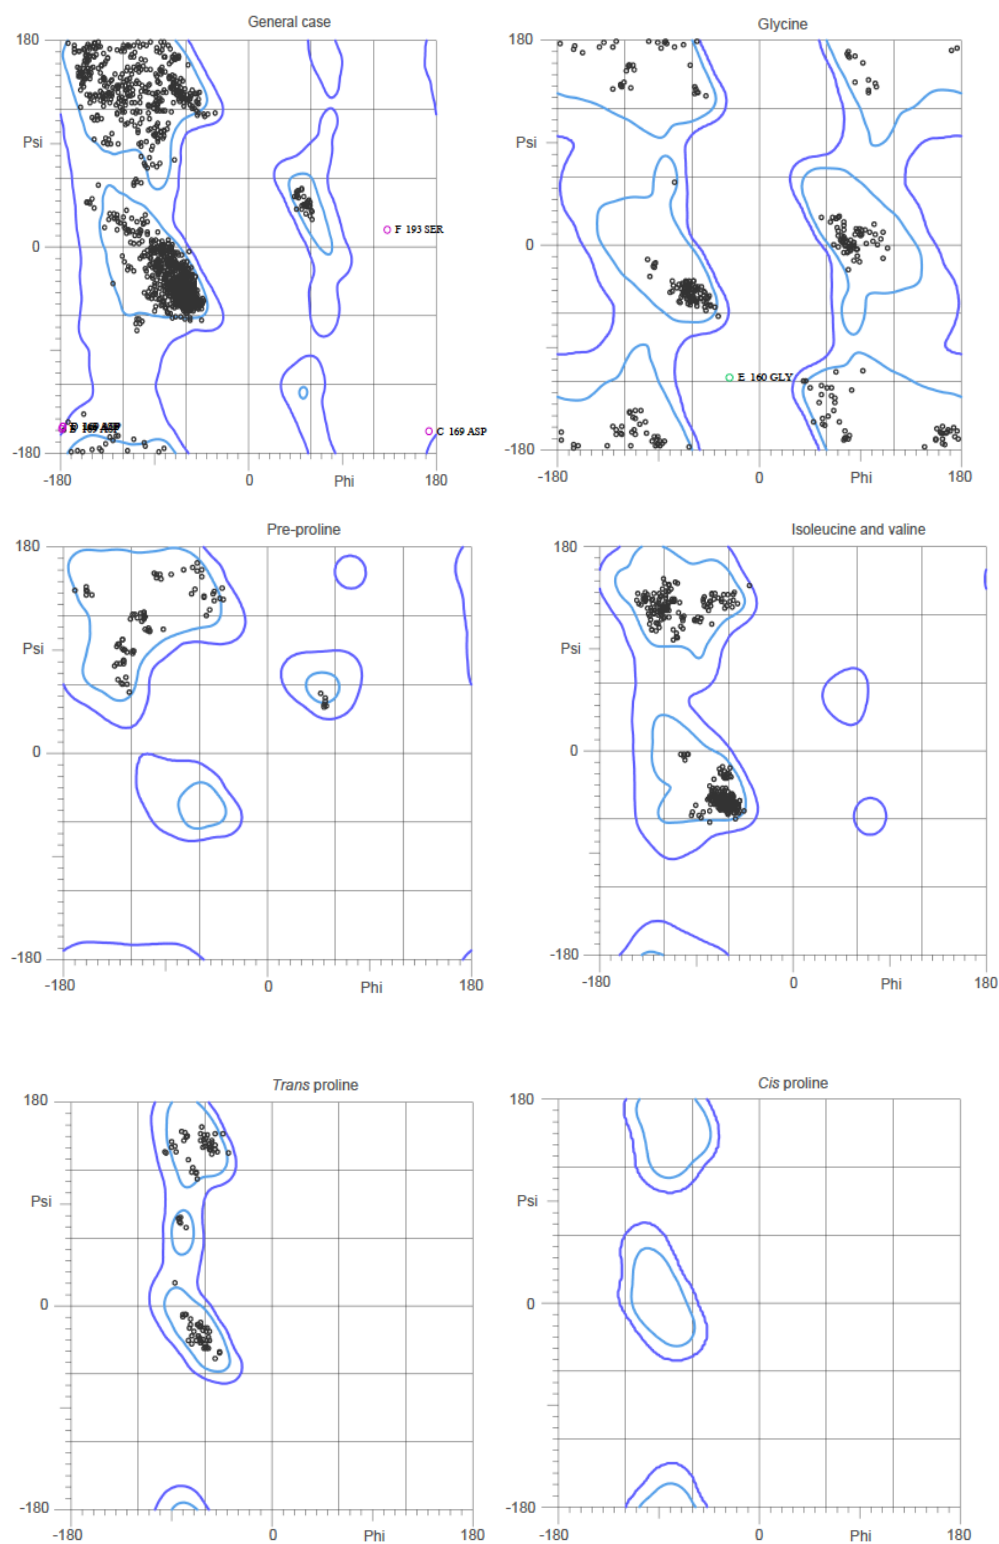 General case
Glycine
180
180
Psi
Psi
F 193 SER
0
0
E 160 GLY
C 169 ASP
-180
-180
-180
0
Phi
180
-180
0
Phi
180
Pre-proline
Isoleucine and valine
180
180
Psi
Psi
0
0
-180
-180
-180
0
Phi
180
-180
0
Phi
180
Trans proline
Cis proline
180
180
Psi
Psi
0
0
-180
-180
-180
0
Phi
180
-180
0
Phi
180